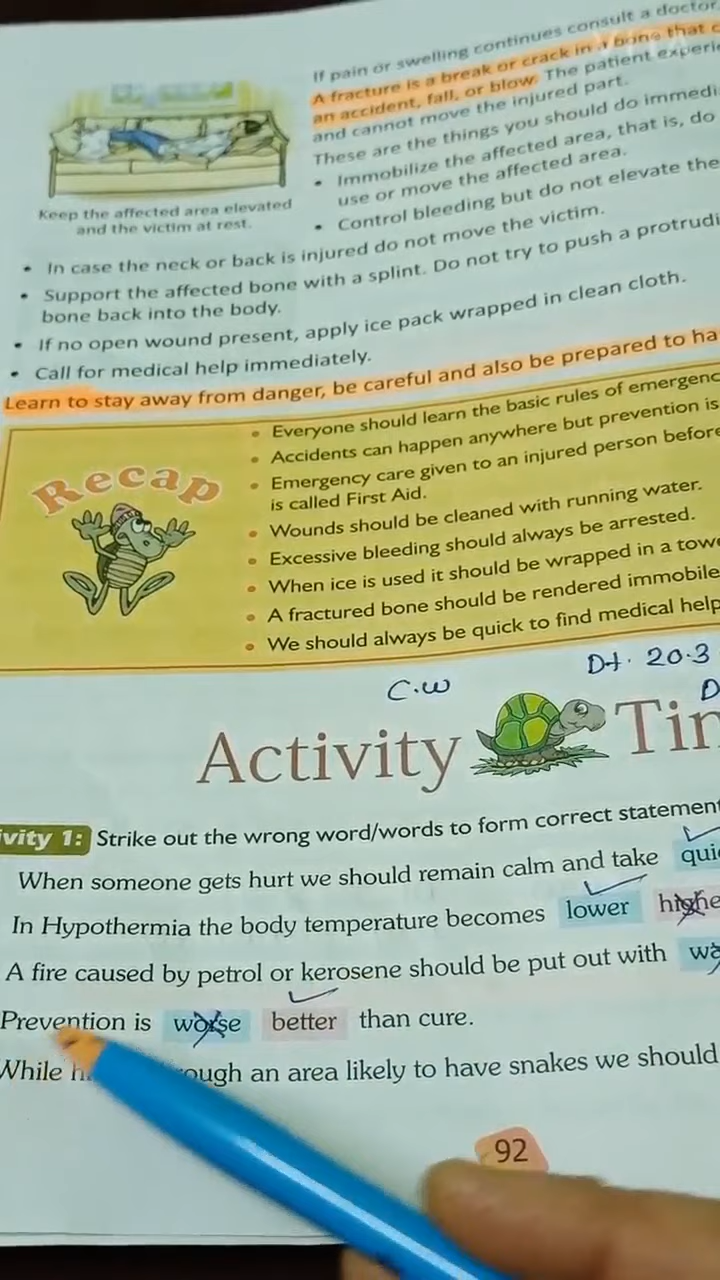 If pain or swelling continues consult a doctor.
A fracture is a break or crack in a bone that
an accident, fall, or blow. The patient
and cannot move the injured part.
These are the things you should do
• Immobilize the affected area, that is, do
use or move the affected area.
• Control bleeding but do not elevate the
Keep the affected area elevated
and the victim at rest.
• In case the neck or back is injured do not move the victim.
• Support the affected bone with a splint. Do not try to push a
bone back into the body.
• If no open wound present, apply ice pack wrapped in clean cloth.
• Call for medical help immediately.
Learn to stay away from danger, be careful and also be prepared to
Recap
• Everyone should learn the basic rules of
• Accidents can happen anywhere but prevention is
• Emergency care given to an injured person before
is called First Aid.
• Wounds should be cleaned with running water.
• Excessive bleeding should always be arrested.
• When ice is used it should be wrapped in a
• A fractured bone should be rendered immobile
• We should always be quick to find medical help
C.W
Dt. 20.3
Activity
Tim
ivity 1: Strike out the wrong word/words to form correct statement
When someone gets hurt we should remain calm and take
In Hypothermia the body temperature becomes lower highe
A fire caused by petrol or kerosene should be put out with
Prevention is worse better than cure.
While an area likely to have snakes we should
92